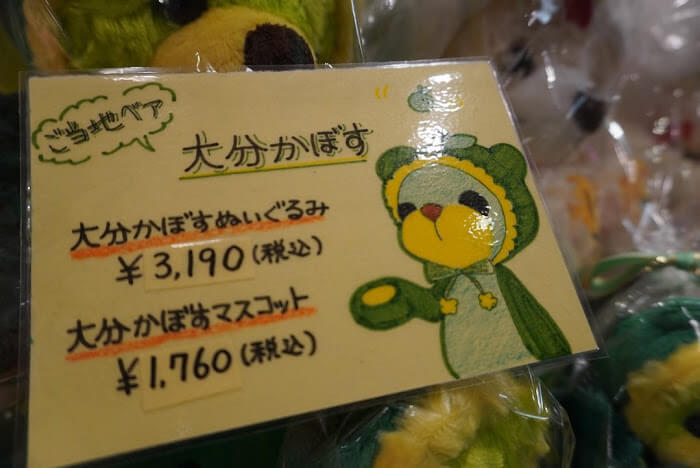 ご当地ベア
大分かぼす
大分かぼすぬいぐるみ
¥3,190(税込)
大分かぼすマスコット
¥1,760(税込)